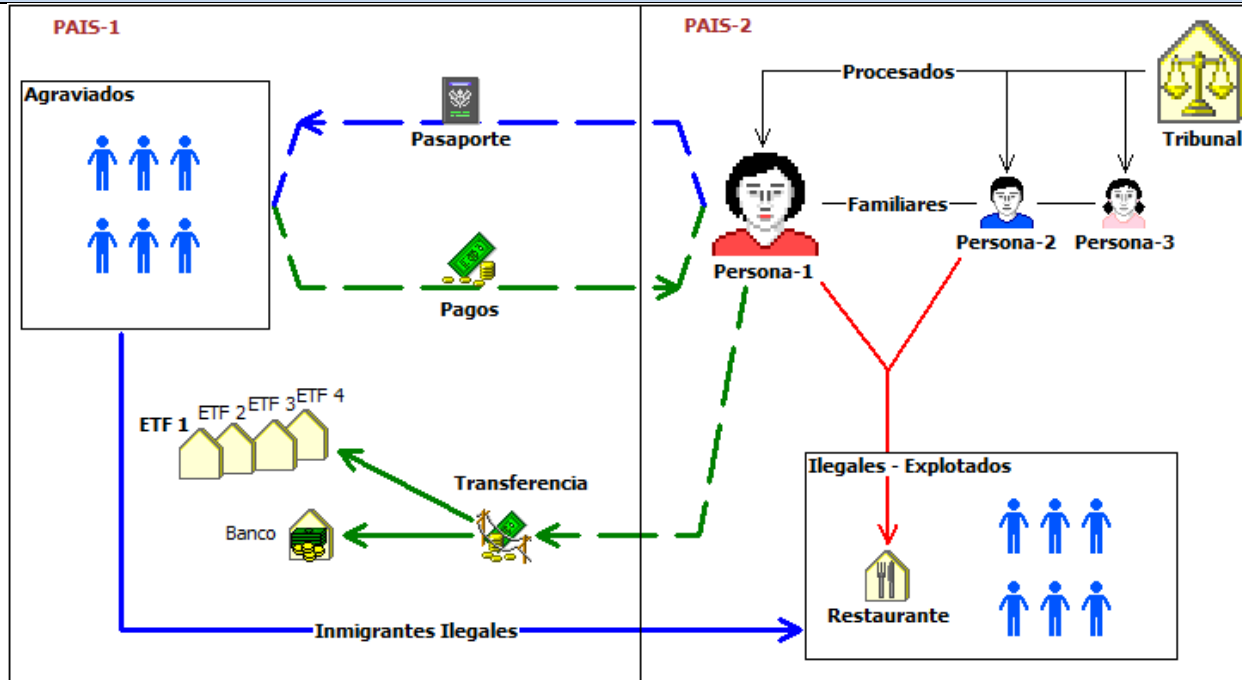 PAIS-1
PAIS-2
Agraviados
Pasaporte
Procesados
Tribunal
Familiares
Persona-1
Persona-2
Persona-3
Pagos
ETF 1
ETF 2
ETF 3
ETF 4
Transferencia
Banco
Ilegales - Explotados
Restaurante
Inmigrantes Ilegales